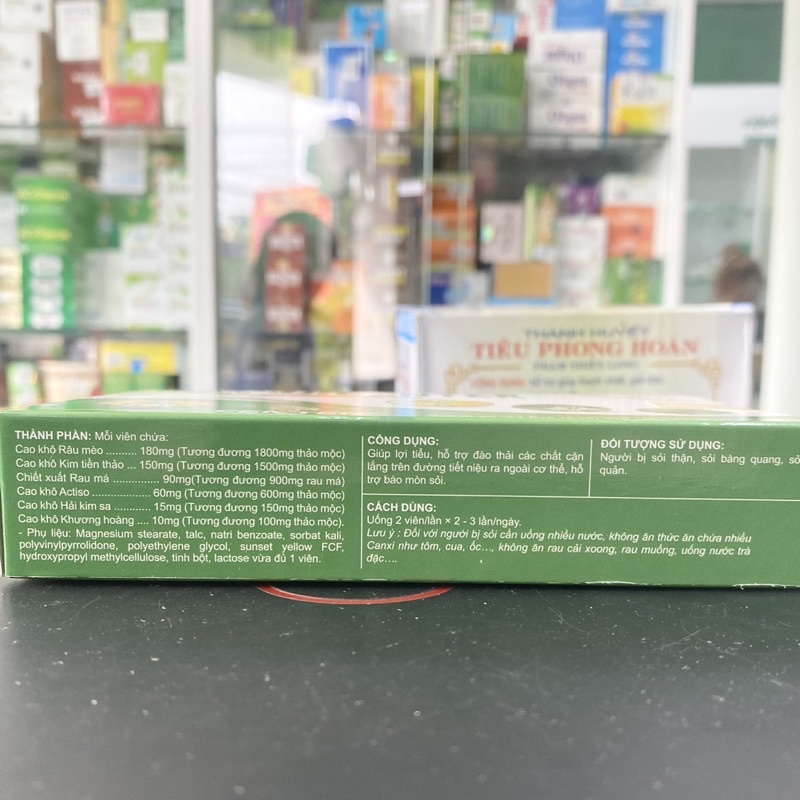 THANH HUYẾT
TIÊU PHONG HOÀN
THÀNH PHẦN: Mỗi viên chứa:
Cao khô Râu mèo .......... 180mg (Tương đương 1800mg thảo mộc)
Cao khô Kim tiền thảo ... 150mg (Tương đương 1500mg thảo mộc)
Chiết xuất Rau má .............. 90mg(Tương đương 900mg rau má)
Cao khô Actiso .................... 60mg (Tương đương 600mg thảo mộc)
Cao khô Hải kim sa ............ 15mg (Tương đương 150mg thảo mộc)
Cao khô Khương hoàng .... 10mg (Tương đương 100mg thảo mộc).
- Phụ liệu: Magnesium stearate, talc, natri benzoate, sorbat kali,
polyvinylpyrrolidone, polyethylene glycol, sunset yellow FCF,
hydroxypropyl methylcellulose, tinh bột, lactose vừa đủ 1 viên.
CÔNG DỤNG:
Giúp lợi tiểu, hỗ trợ đào thải các chất cặn
lắng trên đường tiết niệu ra ngoài cơ thể, hỗ
trợ bào mòn sỏi.
ĐỐI TƯỢNG SỬ DỤNG:
Người bị sỏi thận, sỏi bàng quang, sỏ
quản.
CÁCH DÙNG:
Uống 2 viên/lần × 2 - 3 lần/ngày.
Lưu ý : Đối với người bị sỏi cần uống nhiều nước, không ăn thức ăn chứa nhiều
Canxi như tôm, cua, ốc..., không ăn rau cải xoong, rau muống, uống nước trà
đặc....